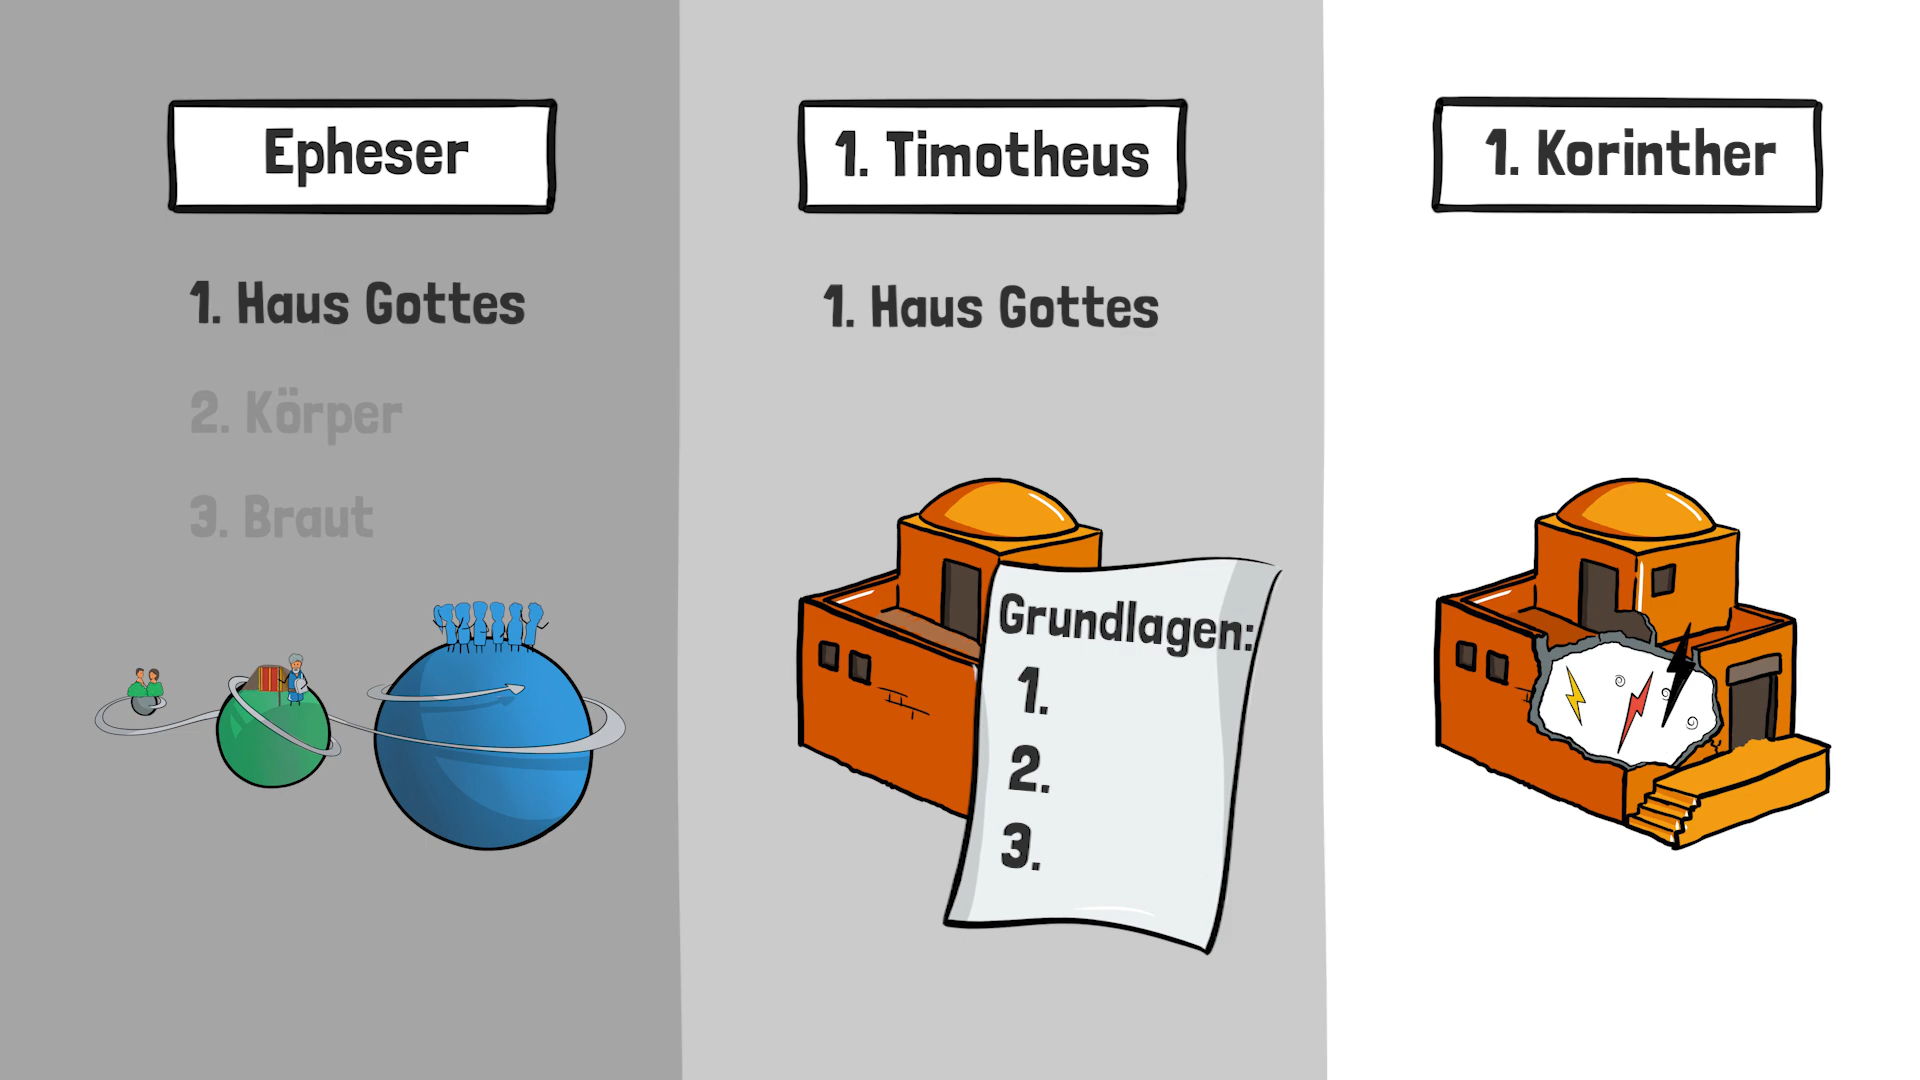 Epheser
1. Haus Gottes
2. Körper
3. Braut
1. Timotheus
1. Haus Gottes
Grundlagen:
1.
2.
3.
1. Korinther